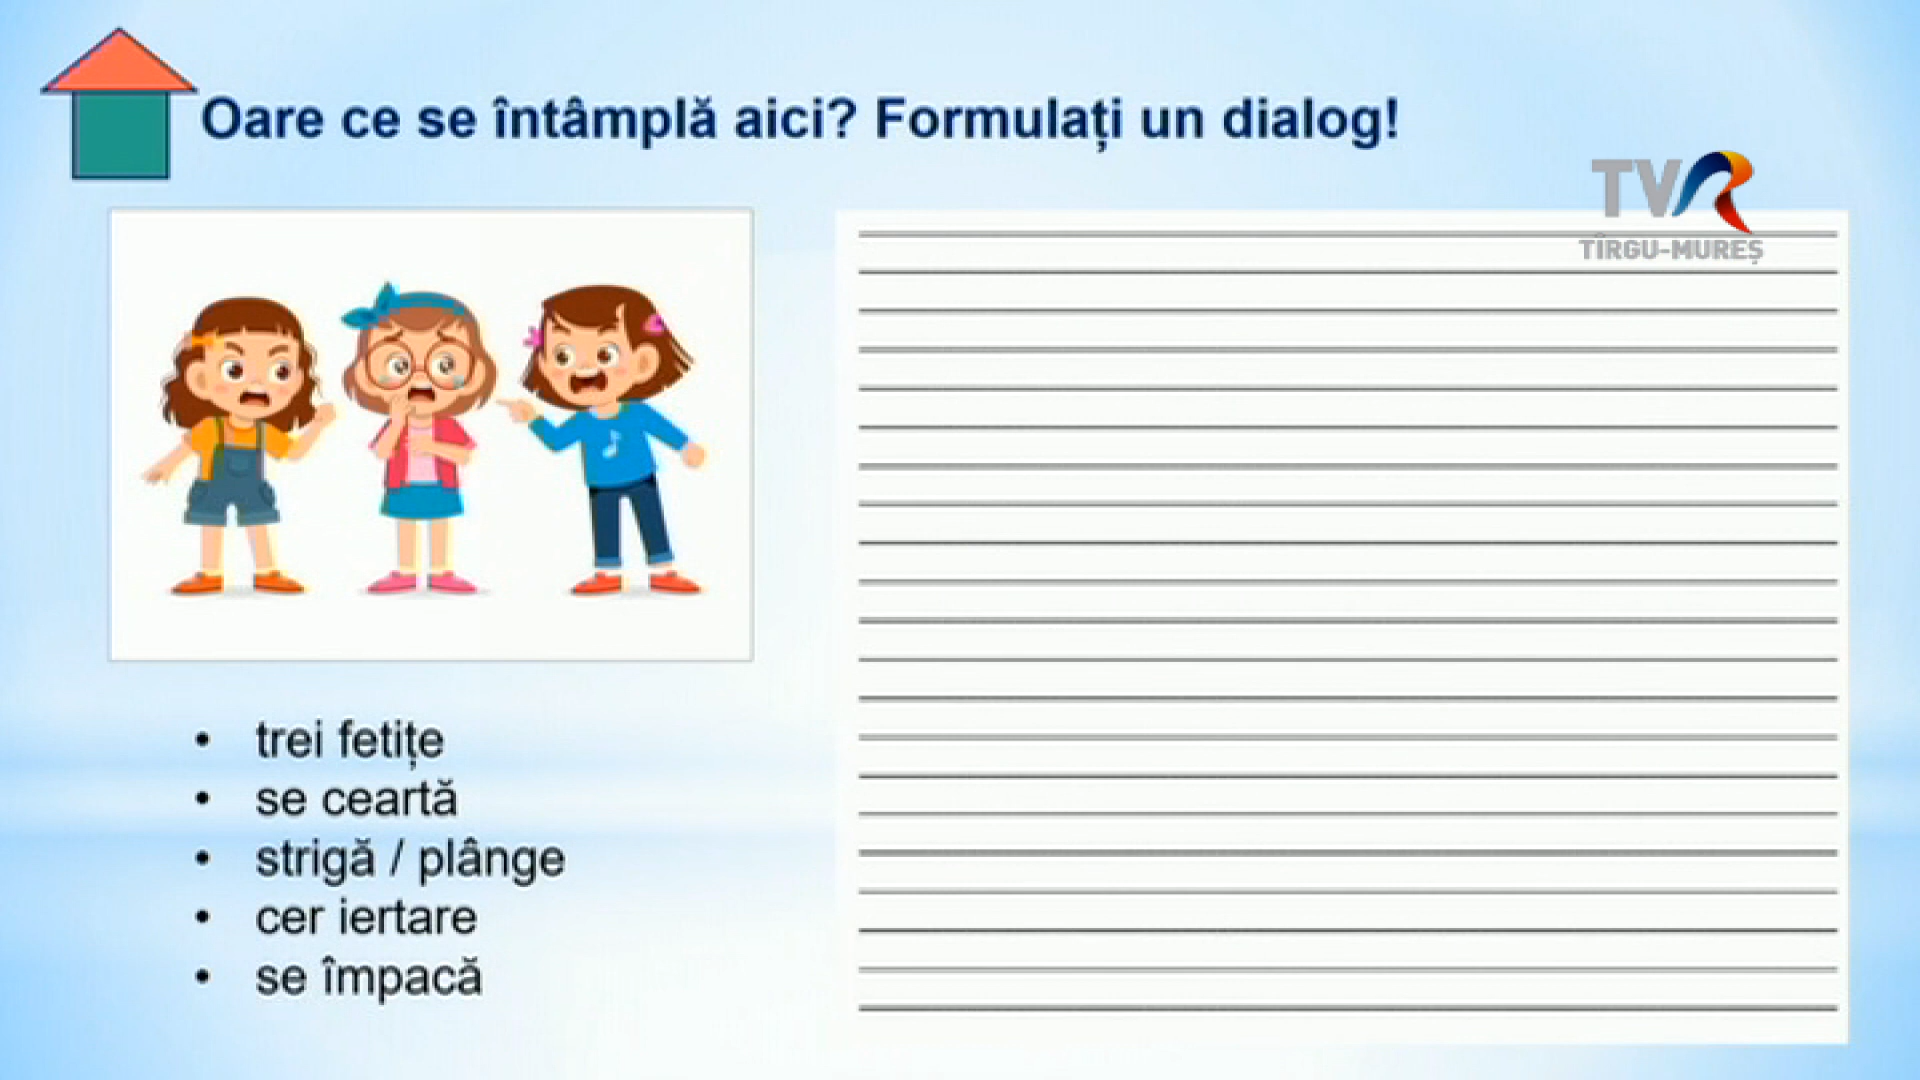 Oare ce se întâmplă aici? Formulați un dialog!
TVR
TÎRGU-MUREȘ
• trei fetițe
• se ceartă
• strigă / plânge
• cer iertare
• se împacă